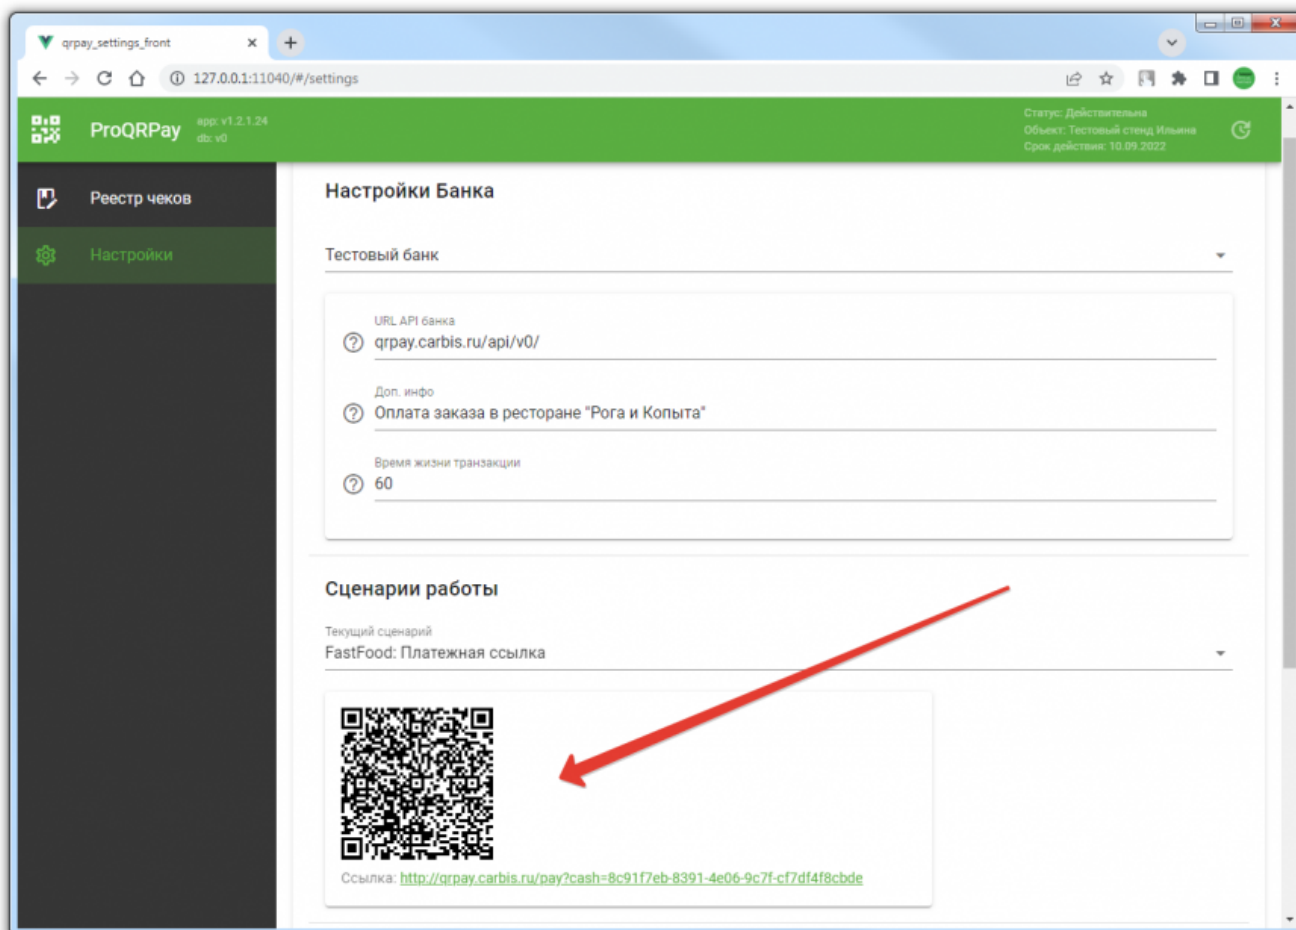 qrpay_settings_front
127.0.0.1:11040/#/settings
ProQRPay
app: v1.2.1.24
db: v0
Статус: Действительна
Объект: Тестовый стенд Ильина
Срок действия: 10.09.2022
Реестр чеков
Настройки
Настройки Банка
Тестовый банк
URL API банка
qrpay.carbis.ru/api/v0/
Доп. инфо
Оплата заказа в ресторане "Рога и Копыта"
Время жизни транзакции
60
Сценарии работы
Текущий сценарий
FastFood: Платежная ссылка
Ссылка: http://qrpay.carbis.ru/pay?cash=8c91f7eb-8391-4e06-9c7f-cf7df4f8cbde